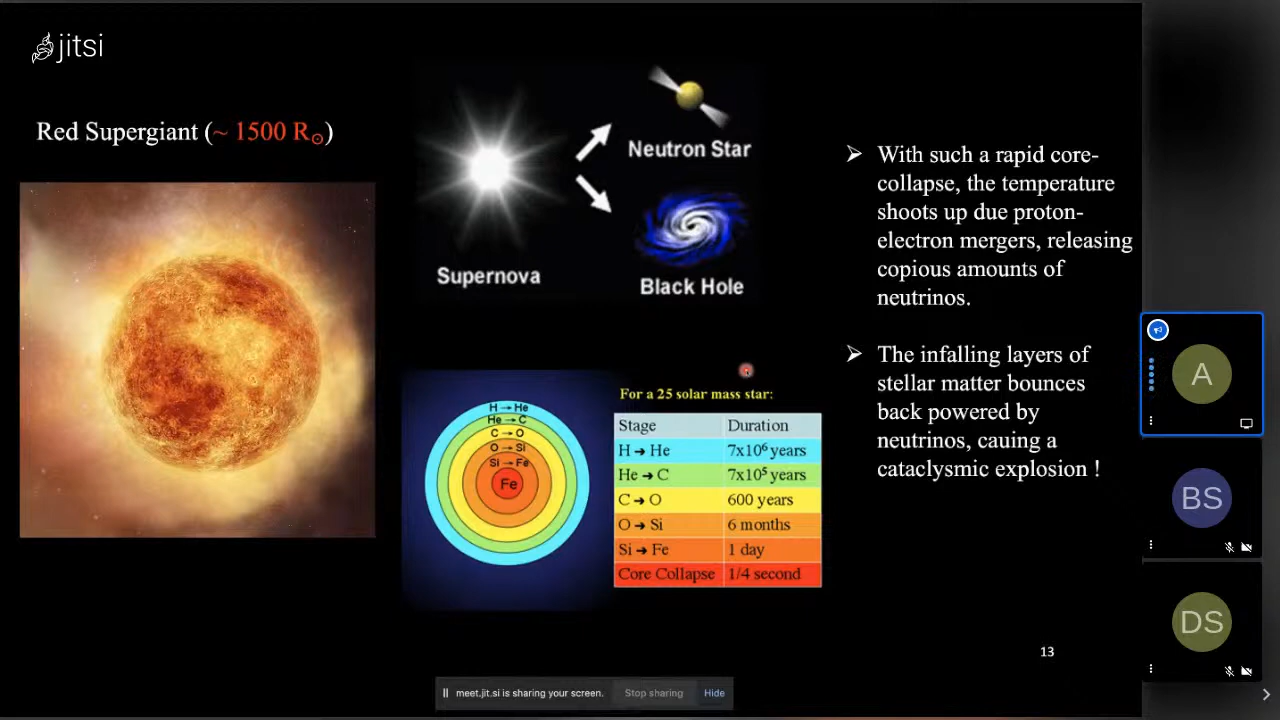 jitsi
Red Supergiant (~ 1500 R☉)
Supernova
Neutron Star
Black Hole
H → He
He → C
C → O
O → Si
Si → Fe
Fe
For a 25 solar mass star:
Stage Duration
H → He 7x10⁶ years
He → C 7x10⁵ years
C → O 600 years
O → Si 6 months
Si → Fe 1 day
Core Collapse 1/4 second
➢ With such a rapid core-
collapse, the temperature
shoots up due proton-
electron mergers, releasing
copious amounts of
neutrinos.
➢ The infalling layers of
stellar matter bounces
back powered by
neutrinos, cauing a
cataclysmic explosion !
13
A
BS
DS
meet.jit.si is sharing your screen. Stop sharing Hide